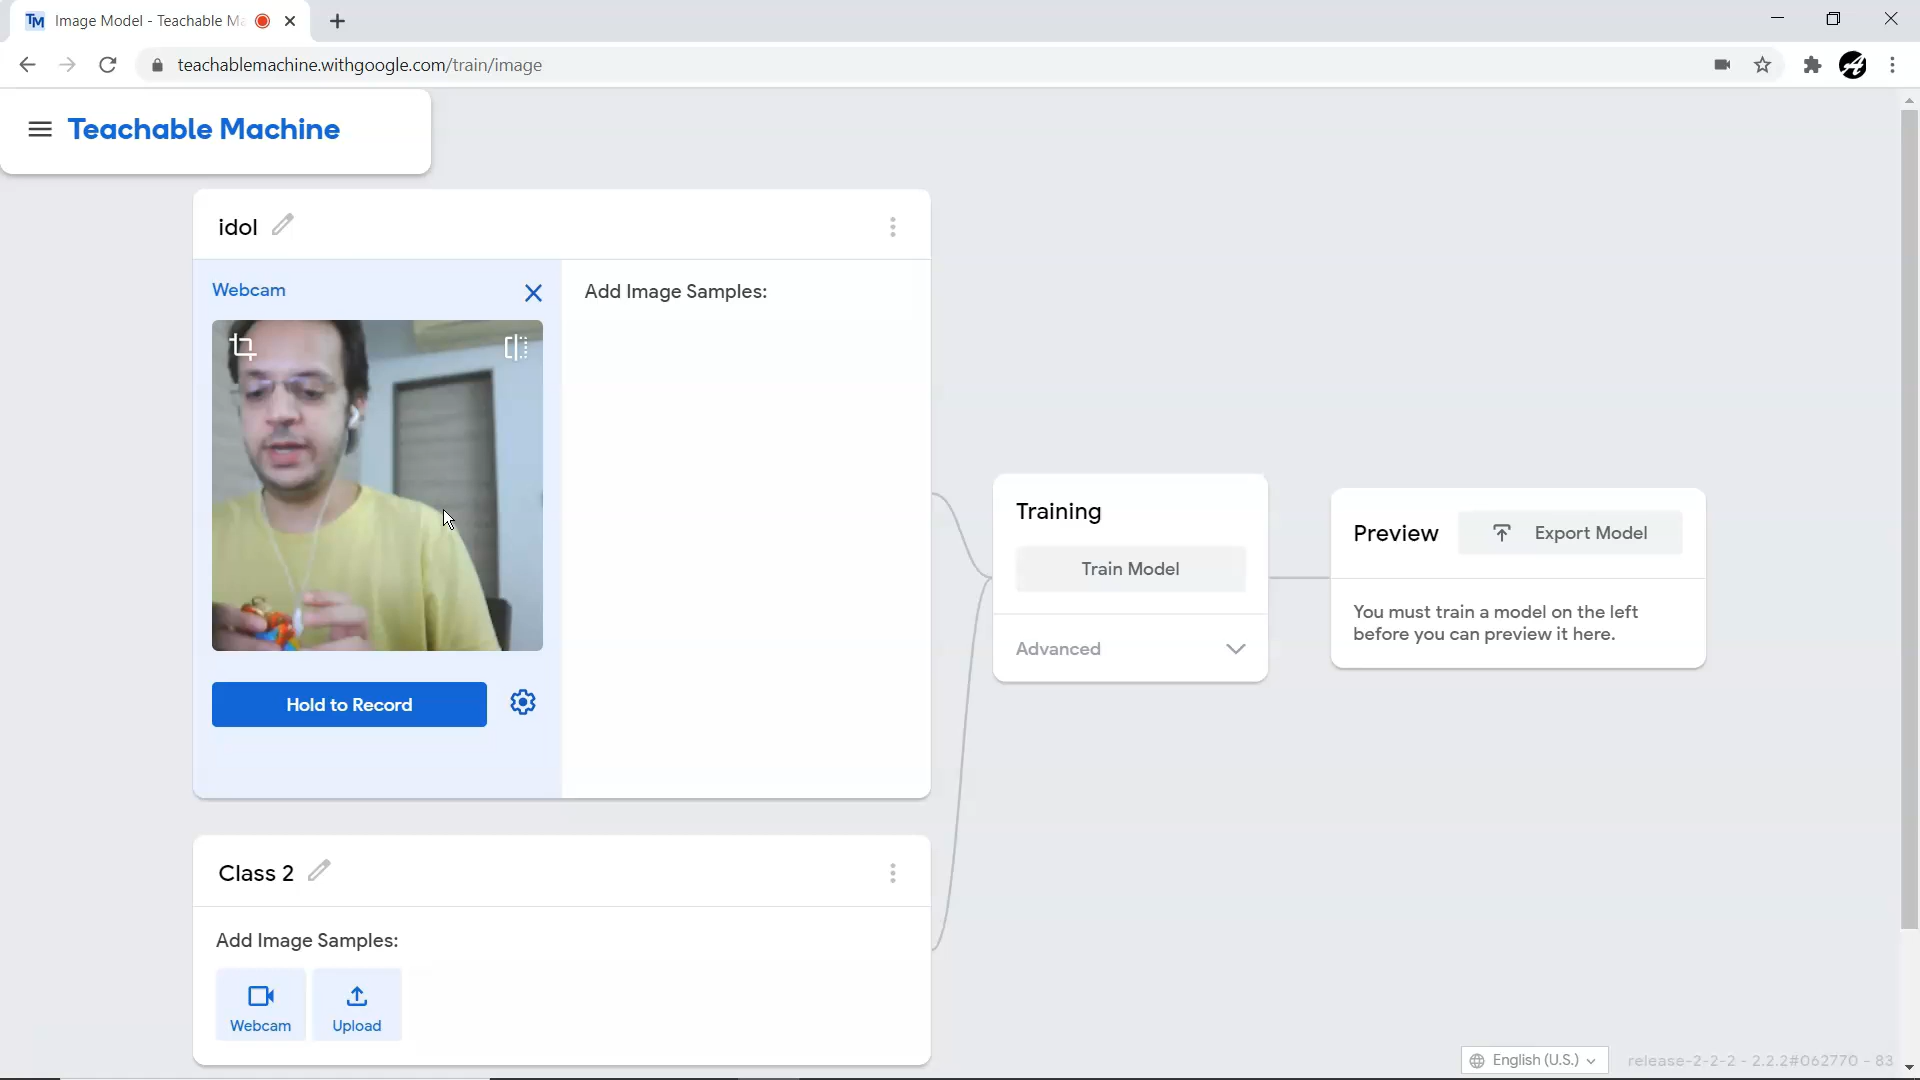 Image Model - Teachable Ma
teachablemachine.withgoogle.com/train/image
Teachable Machine
idol
Webcam
Add Image Samples:
Hold to Record
Class 2
Add Image Samples:
Webcam
Upload
Training
Train Model
Advanced
Preview
Export Model
You must train a model on the left
before you can preview it here.
English (U.S.)
release-2-2-2 - 2.2.2#062770 - 83